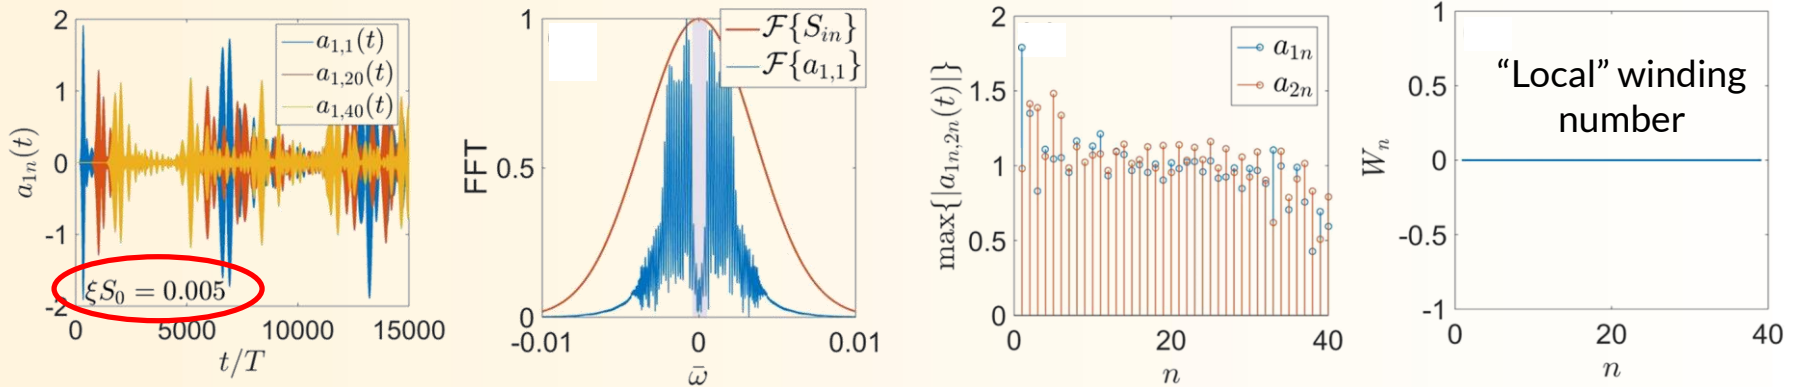 2
1
0
-1
-2
a_{1n}(t)
a_{1,1}(t)
a_{1,20}(t)
a_{1,40}(t)
ξS_0 = 0.005
0 5000 10000 15000
t/T
1
0.5
0
FFT
F{S_{in}}
F{a_{1,1}}
-0.01 0 0.01
ω̄
2
1.5
1
0.5
0
max{|a_{1n,2n}(t)|}
a_{1n}
a_{2n}
0 20 40
n
1
0.5
0
-0.5
-1
W_n
“Local” winding
number
0 20 40
n